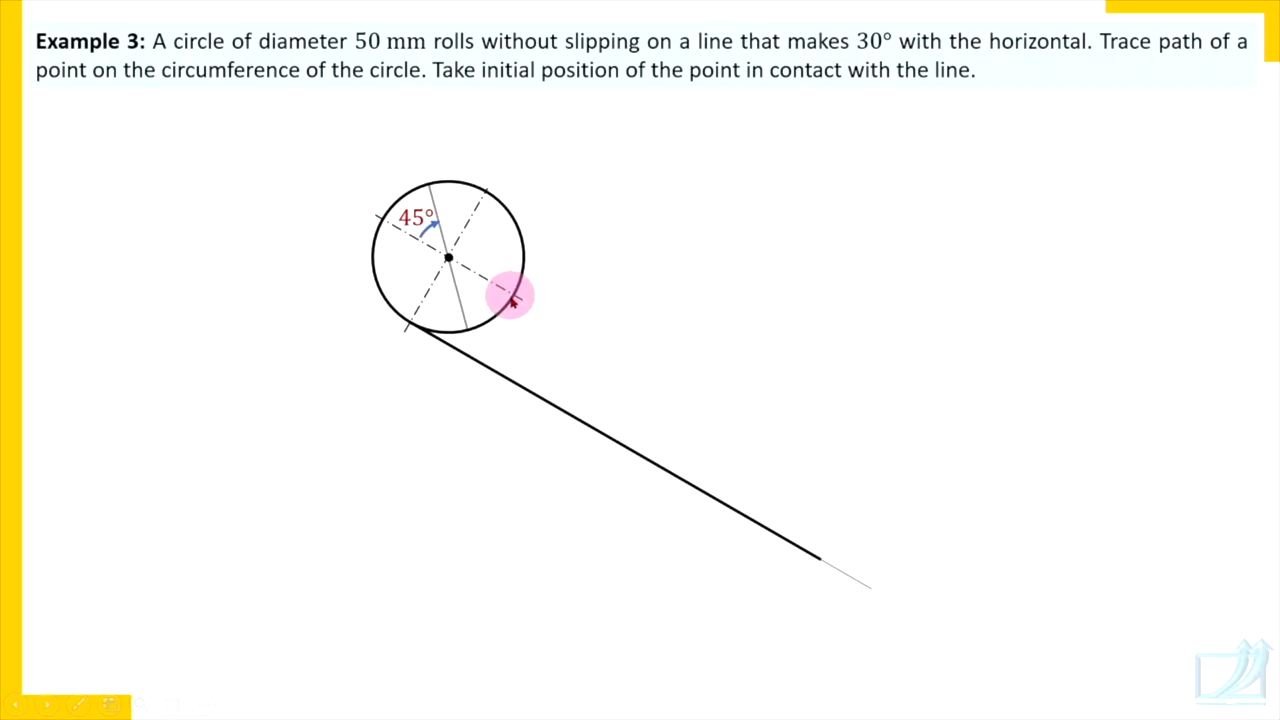 Example 3: A circle of diameter 50 mm rolls without slipping on a line that makes 30° with the horizontal. Trace path of a
point on the circumference of the circle. Take initial position of the point in contact with the line.
45°